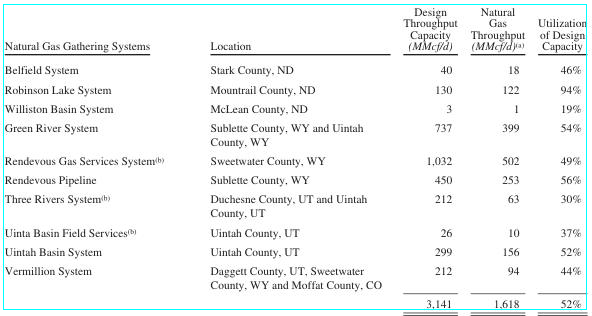 Design Throughput Capacity (MMcf/d) Natural Gas Throughput (MMcf/d)(a) Utilization of Design Capacity
Natural Gas Gathering Systems Location
Belfield System Stark County, ND 40 18 46%
Robinson Lake System Mountrail County, ND 130 122 94%
Williston Basin System McLean County, ND 3 1 19%
Green River System Sublette County, WY and Uintah 737 399 54%
County, WY
Rendevous Gas Services System(b) Sweetwater County, WY 1,032 502 49%
Rendevous Pipeline Sublette County, WY 450 253 56%
Three Rivers System(b) Duchesne County, UT and Uintah 212 63 30%
County, UT
Uinta Basin Field Services(b) Uintah County, UT 26 10 37%
Uintah Basin System Uintah County, UT 299 156 52%
Vermillion System Daggett County, UT, Sweetwater 212 94 44%
County, WY and Moffat County, CO
3,141 1,618 52%